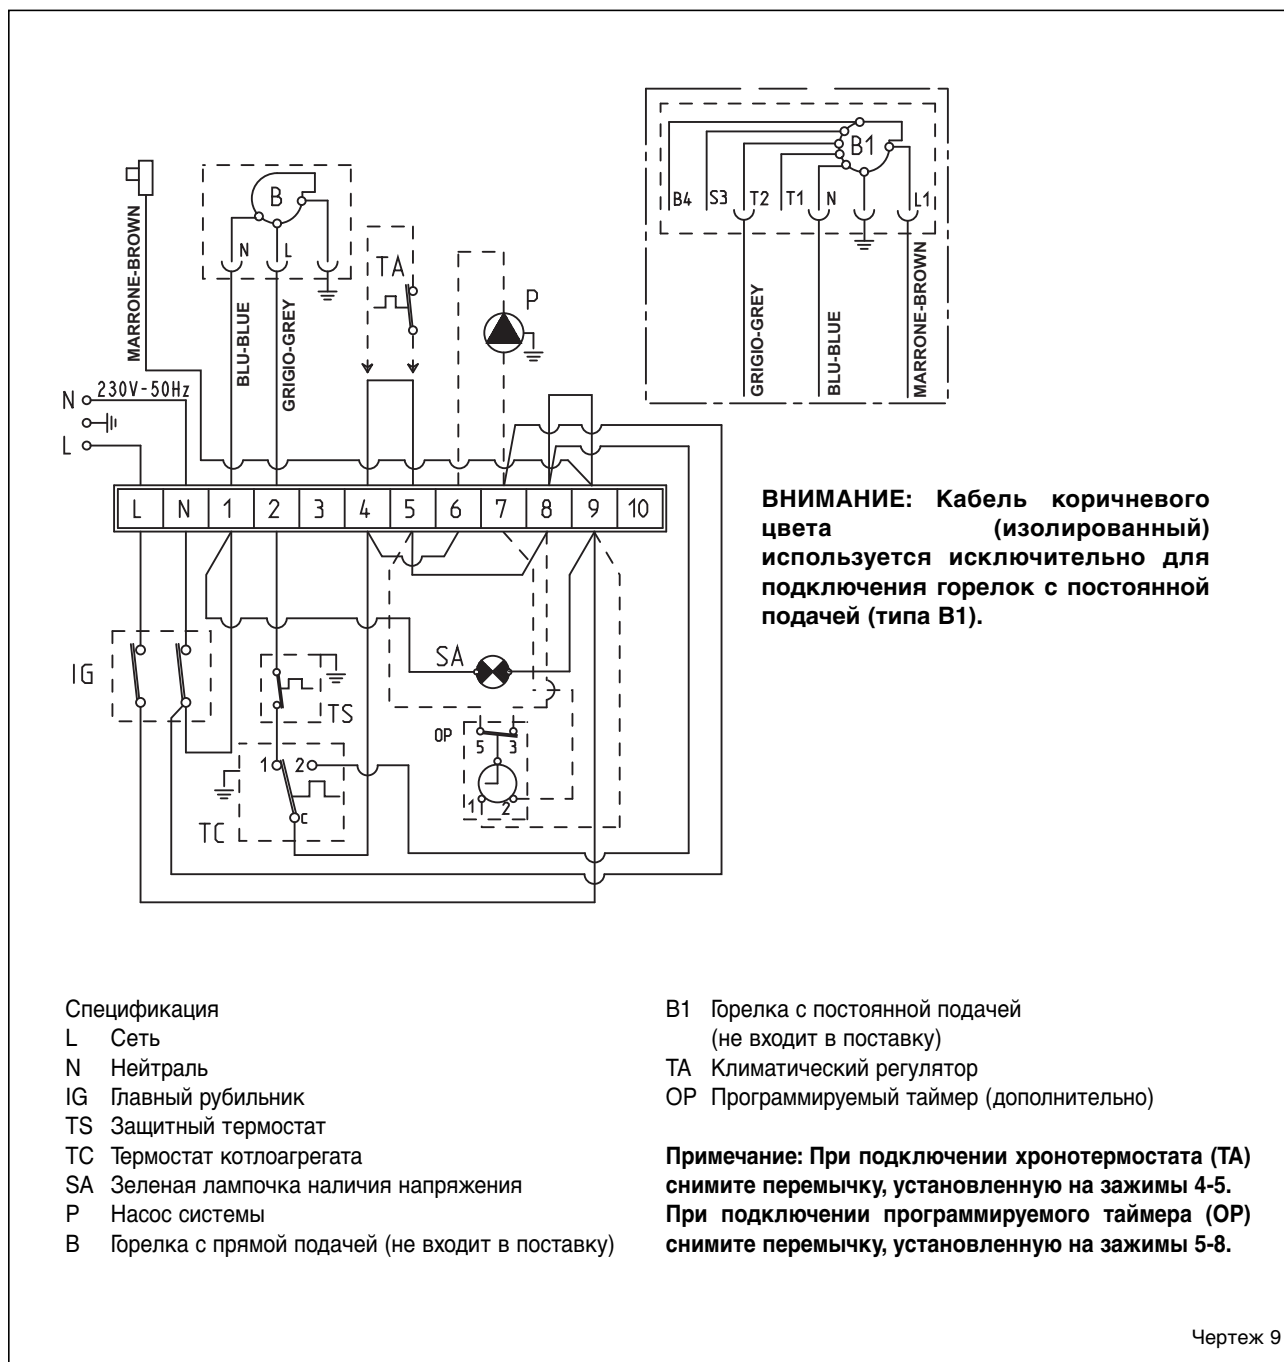 B1
B4 S3 T2 T1 N L1
GRIGIO-GREY
BLU-BLUE
MARRONE-BROWN
MARRONE-BROWN
B
N L
BLU-BLUE
GRIGIO-GREY
TA
P
N 230V-50Hz
L
L N 1 2 3 4 5 6 7 8 9 10
ВНИМАНИЕ: Кабель коричневого
цвета (изолированный)
используется исключительно для
подключения горелок с постоянной
подачей (типа B1).
IG
SA
TS
OP
5 3
1 2
1 2
C
TC
Спецификация
L Сеть
N Нейтраль
IG Главный рубильник
TS Защитный термостат
TC Термостат котлоагрегата
SA Зеленая лампочка наличия напряжения
P Насос системы
B Горелка с прямой подачей (не входит в поставку)
B1 Горелка с постоянной подачей
(не входит в поставку)
TA Климатический регулятор
OP Программируемый таймер (дополнительно)
Примечание: При подключении хронотермостата (TA)
снимите перемычку, установленную на зажимы 4-5.
При подключении программируемого таймера (OP)
снимите перемычку, установленную на зажимы 5-8.
Чертеж 9